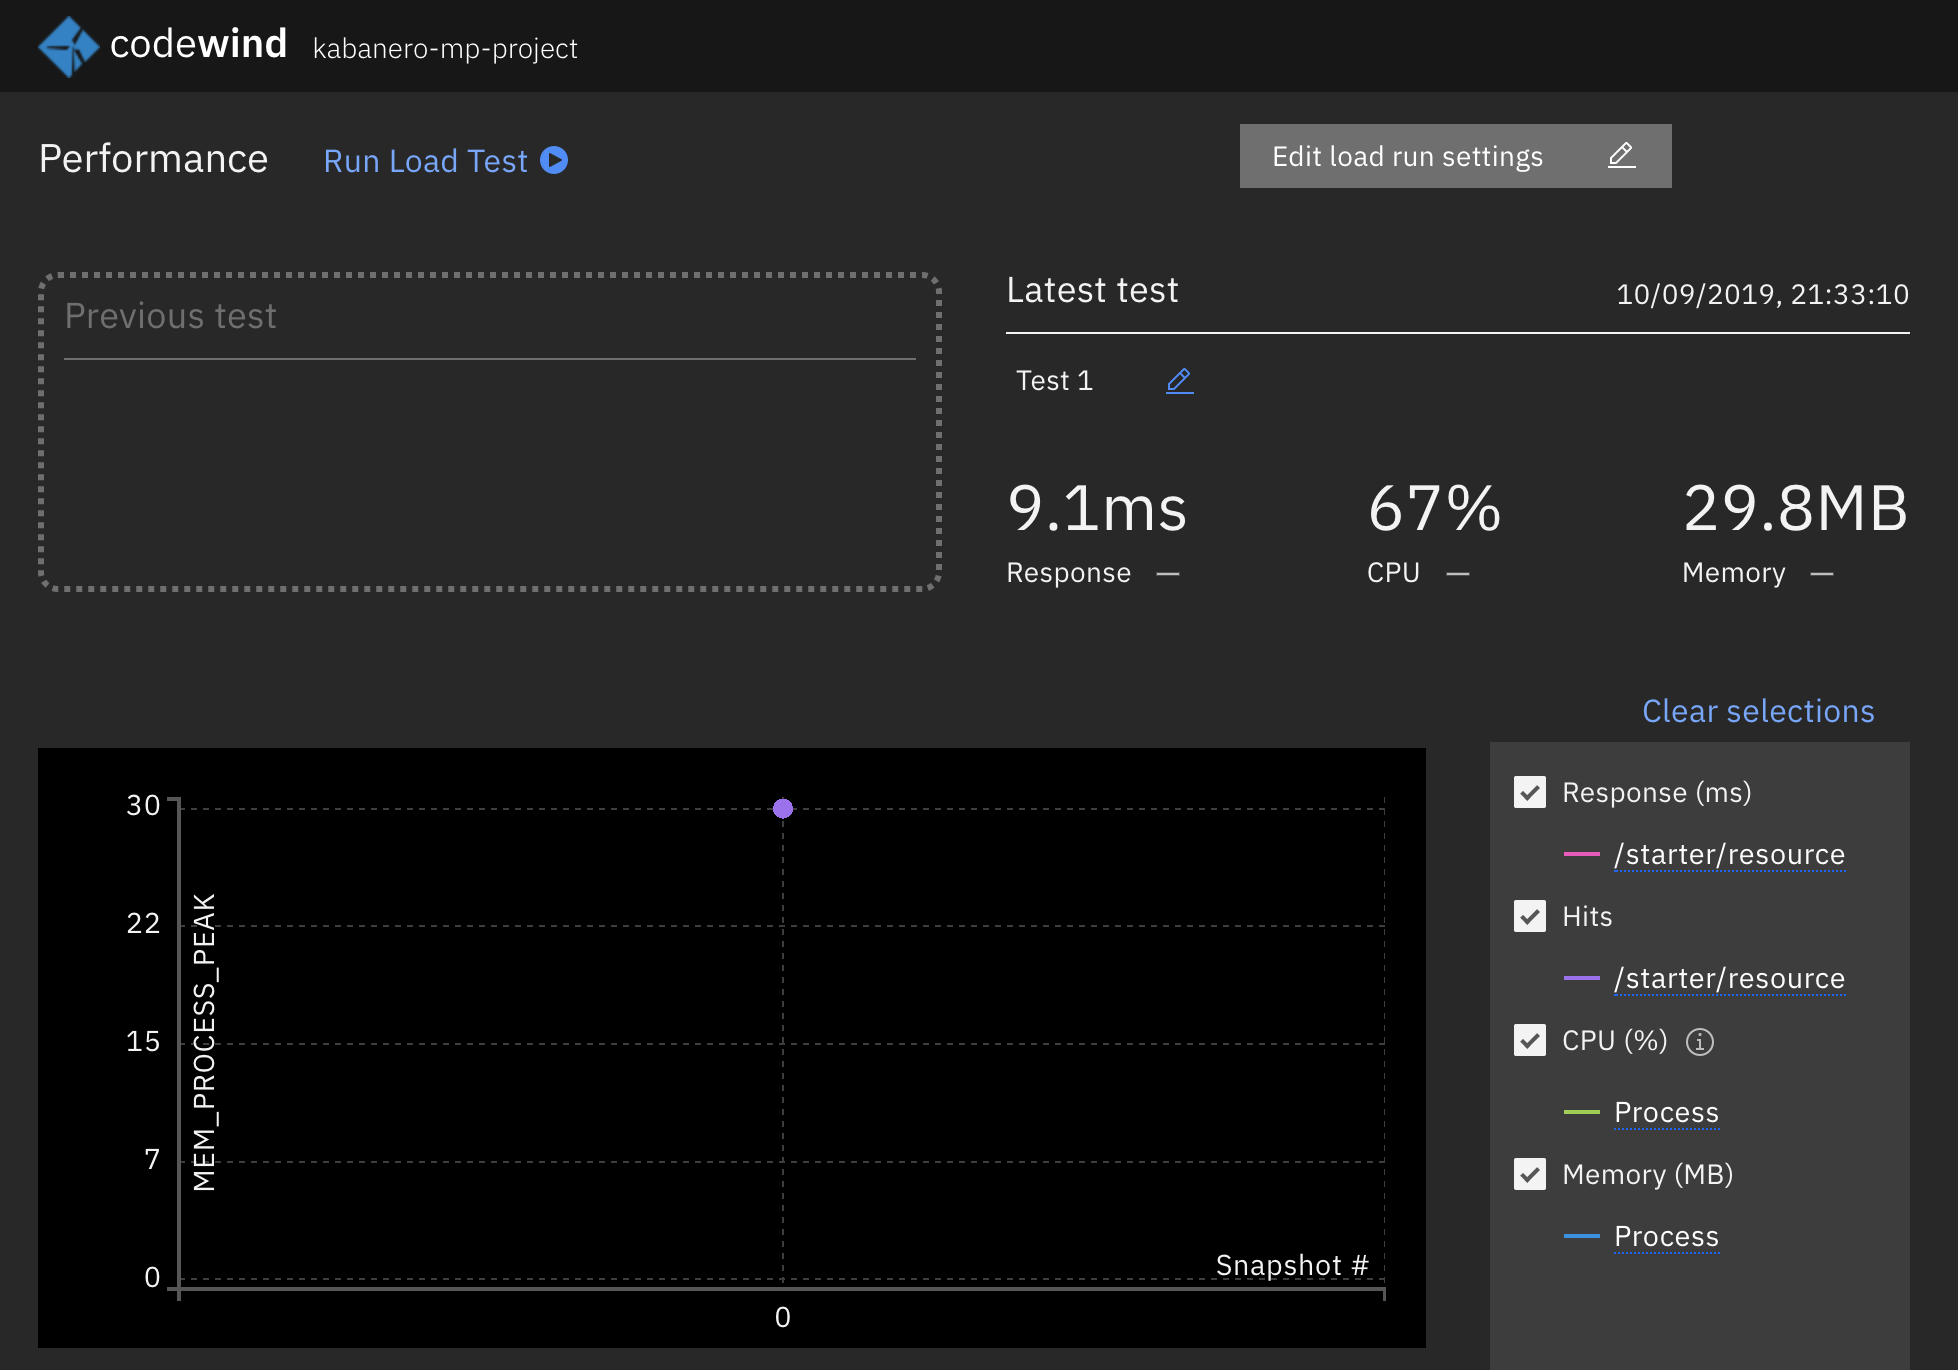 codewind kabanero-mp-project
Performance
Run Load Test
Edit load run settings
Previous test
Latest test
10/09/2019, 21:33:10
Test 1
9.1ms
Response —
67%
CPU —
29.8MB
Memory —
Clear selections
30
22
15
7
0
MEM_PROCESS_PEAK
Snapshot #
0
Response (ms)
/starter/resource
Hits
/starter/resource
CPU (%)
Process
Memory (MB)
Process